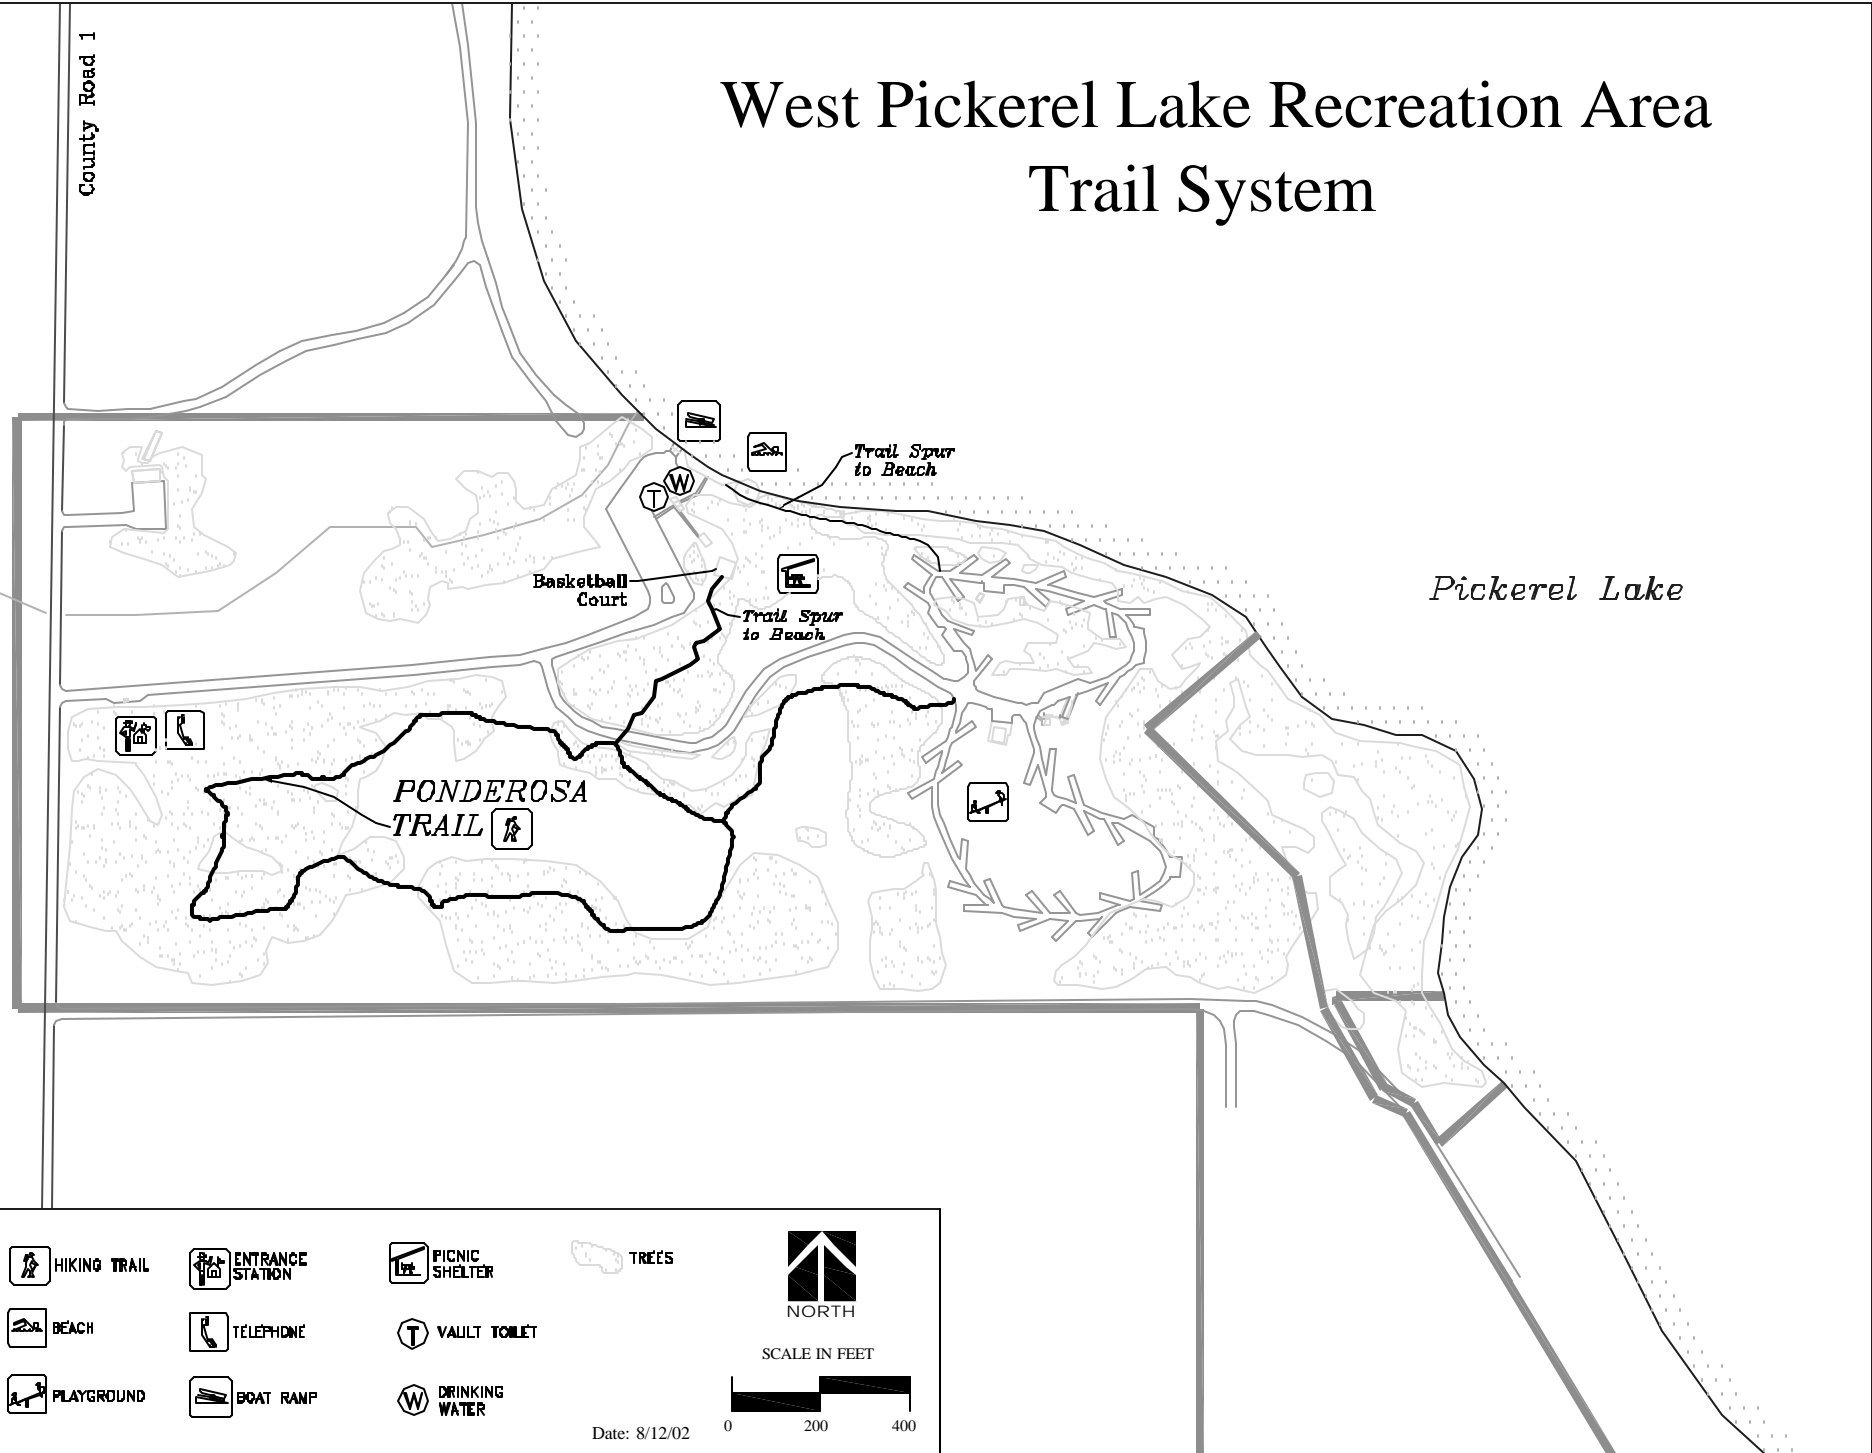 West Pickerel Lake Recreation Area
Trail System
County Road 1
Trail Spur
to Beach
Pickerel Lake
Basketball
Court
Trail Spur
to Beach
T
W
PONDEROSA
TRAIL
HIKING TRAIL
ENTRANCE
STATION
PICNIC
SHELTER
TREES
BEACH
TELEPHONE
T
VAULT TOILET
PLAYGROUND
BOAT RAMP
W
DRINKING
WATER
NORTH
SCALE IN FEET
0 200 400
Date: 8/12/02